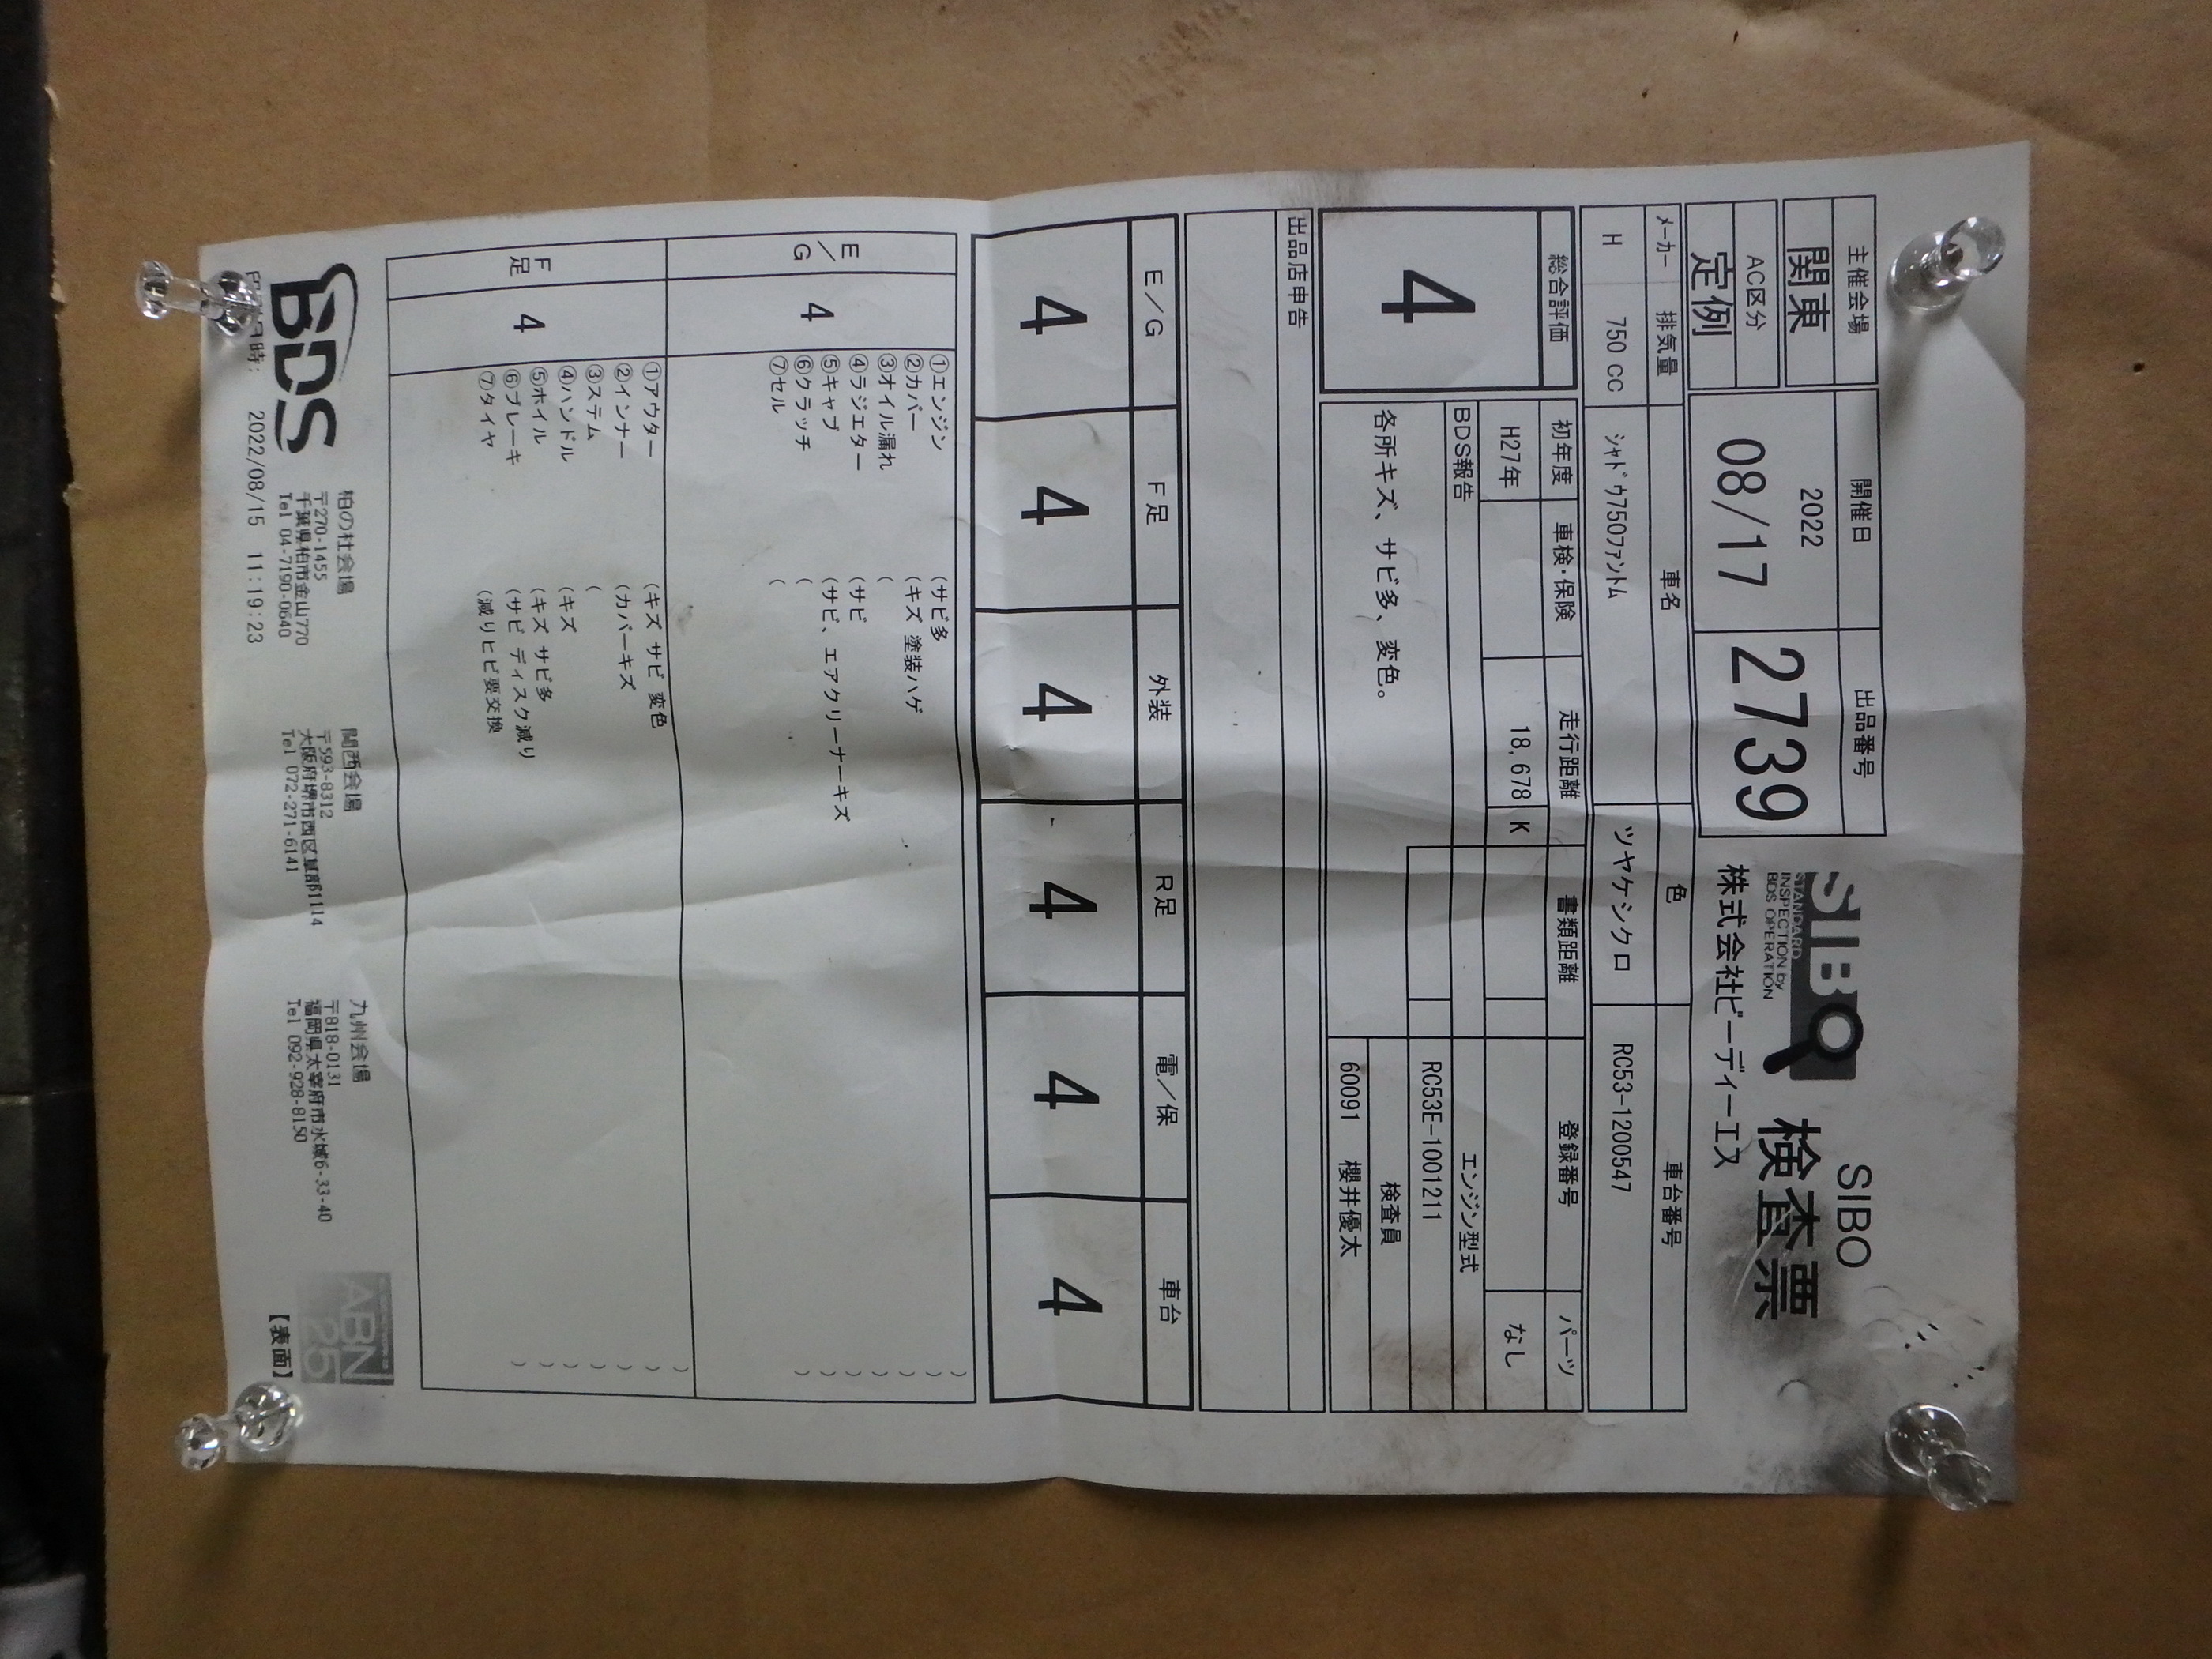 主催会場 開催日 出品番号
関東 2022 08/17 2739
AC区分
定例
SIBO
STANDARD
INSPECTION by
BDS OPERATION
SIBO
検査票
株式会社ビーディーエス
メーカー 排気量 車名 色 車台番号
H 750 CC ｼｬﾄﾞｳ750ﾌｧﾝﾄﾑ ツヤケシクロ RC53-1200547
総合評価 初年度 車検・保険 走行距離 書類距離 登録番号 パーツ
4 H27年 18,678 K なし
BDS報告 エンジン型式
RC53E-1001211
各所キズ、サビ多、変色。
検査員
60091 櫻井優太
出品店申告
E／G F足 外装 R足 電／保 車台
4 4 4 4 4 4
E／G 4
①エンジン (サビ多 )
②カバー (キズ 塗装ハゲ )
③オイル漏れ ( )
④ラジエター (サビ )
⑤キャブ (サビ、エアクリーナーキズ )
⑥クラッチ ( )
⑦セル ( )
F足 4
①アウター (キズ サビ 変色 )
②インナー (カバーキズ )
③ステム ( )
④ハンドル (キズ )
⑤ホイル (キズ サビ多 )
⑥ブレーキ (サビ ディスク減り )
⑦タイヤ (減りヒビ要交換 )
BDS
柏の杜会場
〒270-1455
千葉県柏市金山770
Tel 04-7190-0640
関西会場
〒593-8312
大阪府堺市西区草部1114
Tel 072-271-6141
九州会場
〒818-0131
福岡県太宰府市水城6-33-40
Tel 092-928-8150
ABN
25
時: 2022/08/15 11:19:23
【表面】